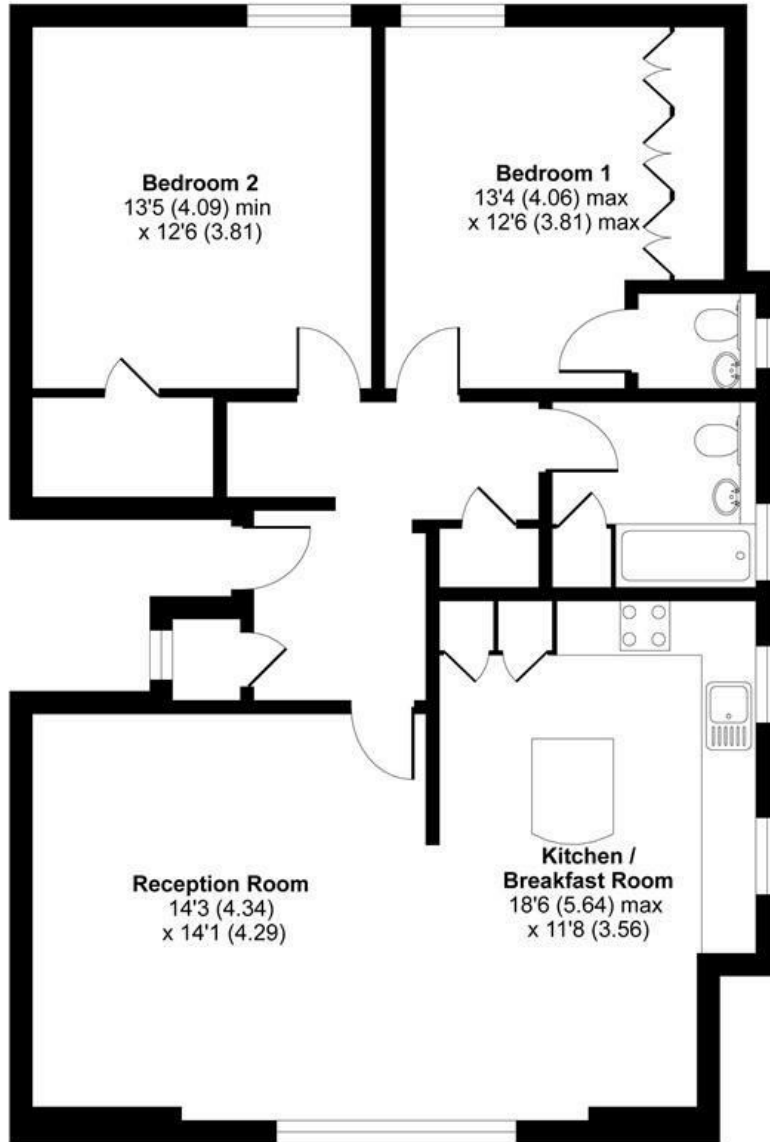 Bedroom 2
13'5 (4.09) min
x 12'6 (3.81)
Bedroom 1
13'4 (4.06) max
x 12'6 (3.81) max
Reception Room
14'3 (4.34)
x 14'1 (4.29)
Kitchen /
Breakfast Room
18'6 (5.64) max
x 11'8 (3.56)